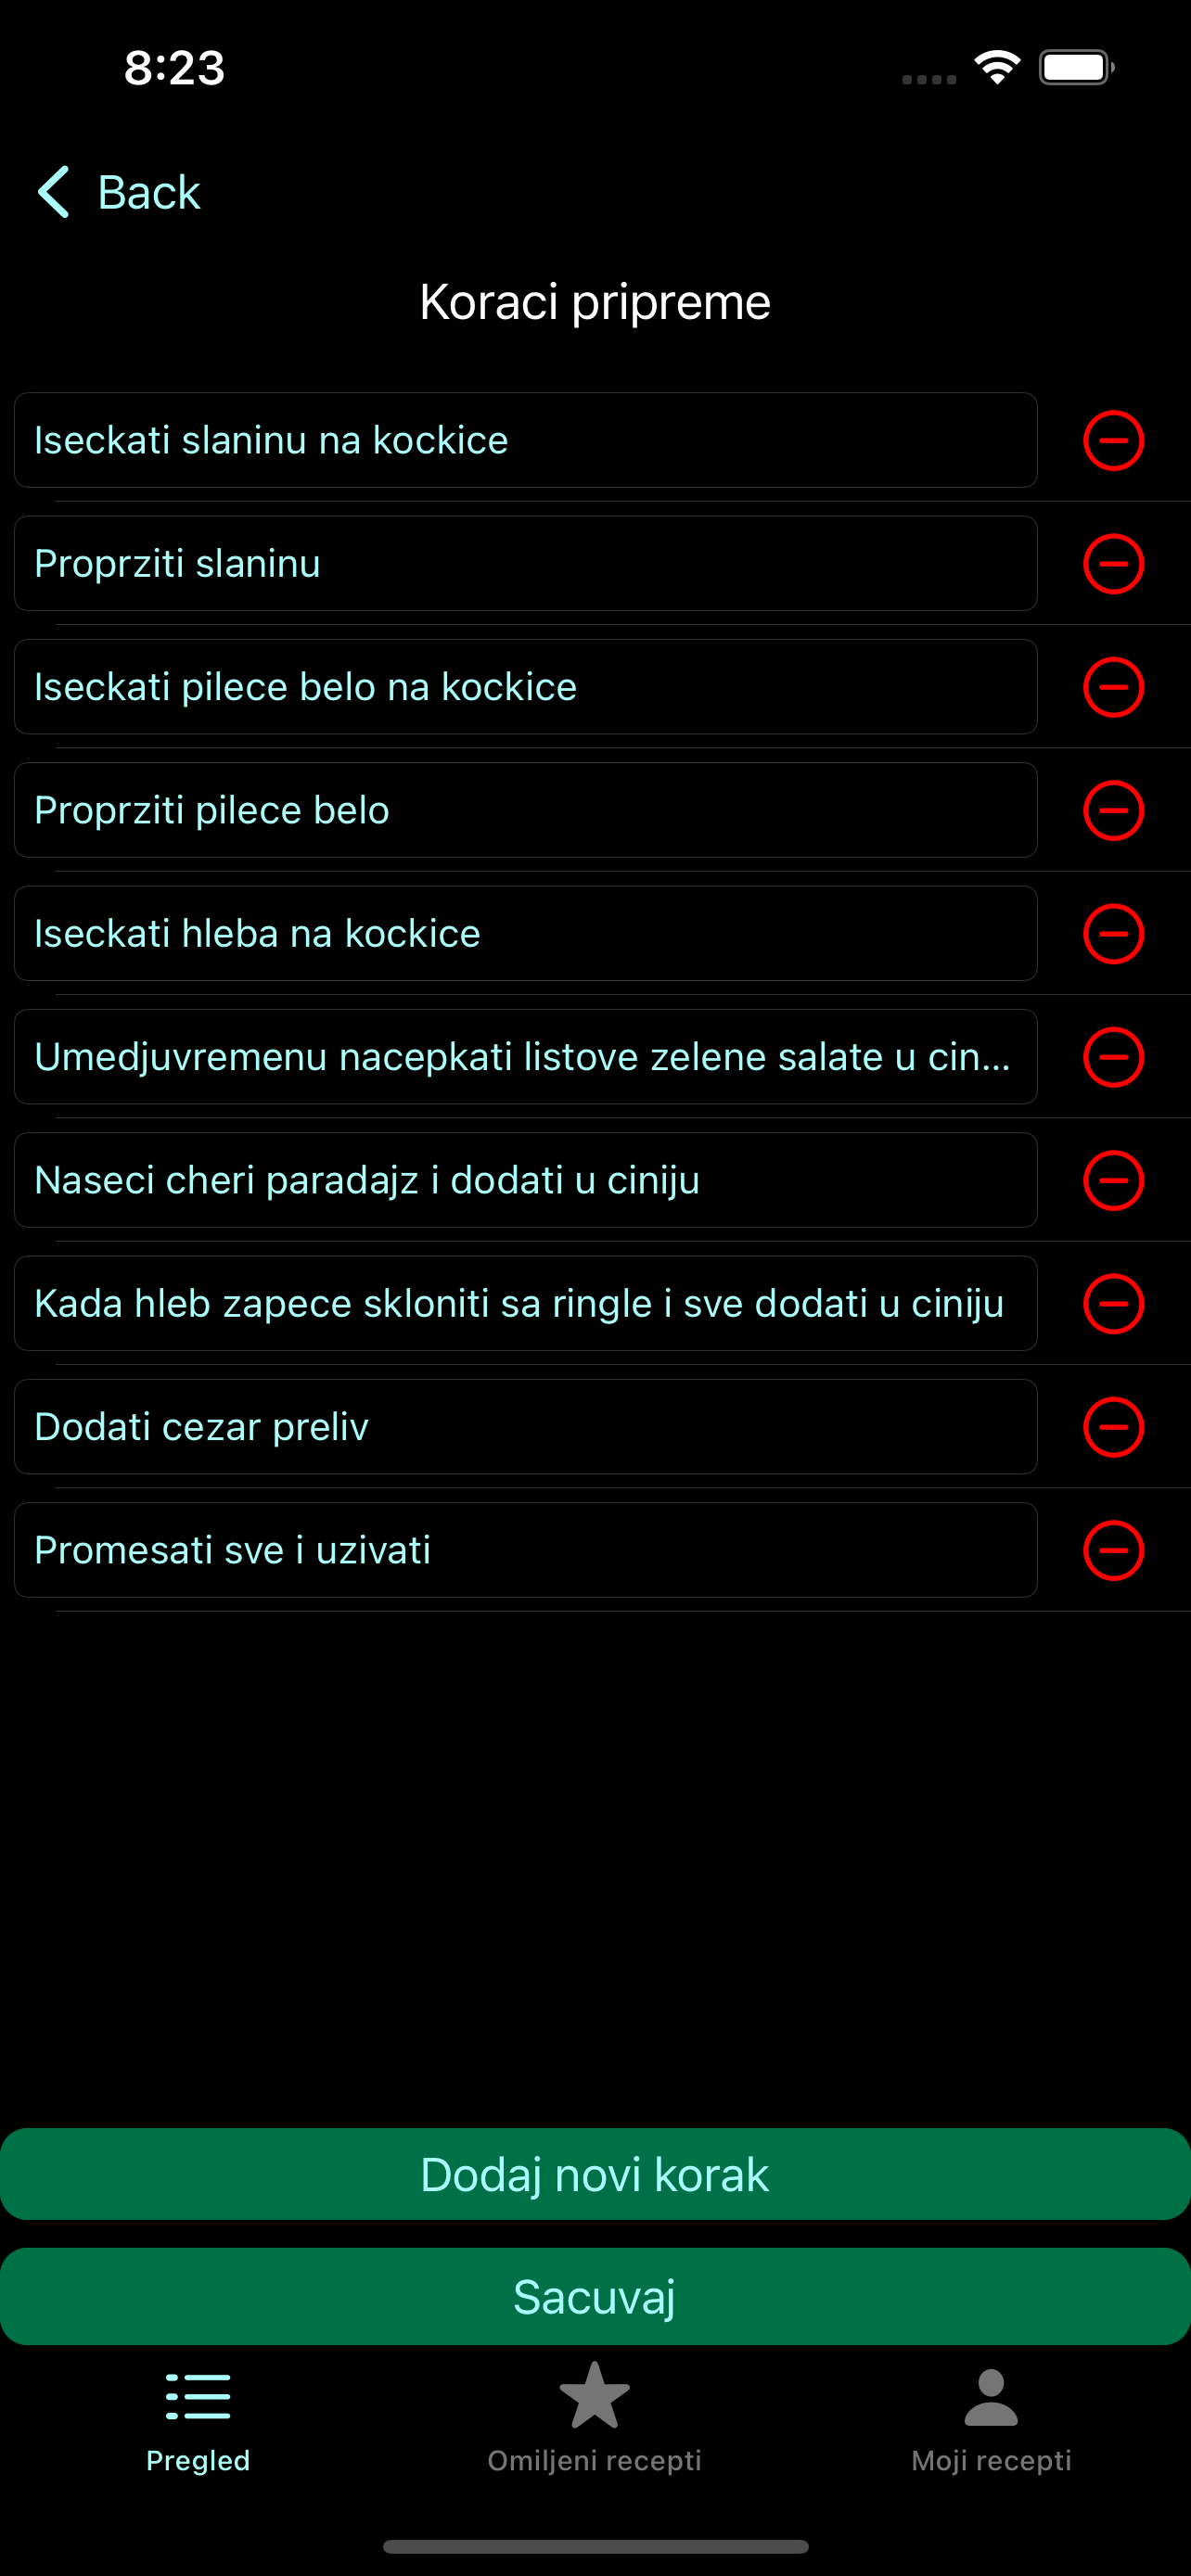 8:23
Back
Koraci pripreme
Iseckati slaninu na kockice
Proprziti slaninu
Iseckati pilece belo na kockice
Proprziti pilece belo
Iseckati hleba na kockice
Umedjuvremenu nacepkati listove zelene salate u cin...
Naseci cheri paradajz i dodati u ciniju
Kada hleb zapece skloniti sa ringle i sve dodati u ciniju
Dodati cezar preliv
Promesati sve i uzivati
Dodaj novi korak
Sacuvaj
Pregled
Omiljeni recepti
Moji recepti